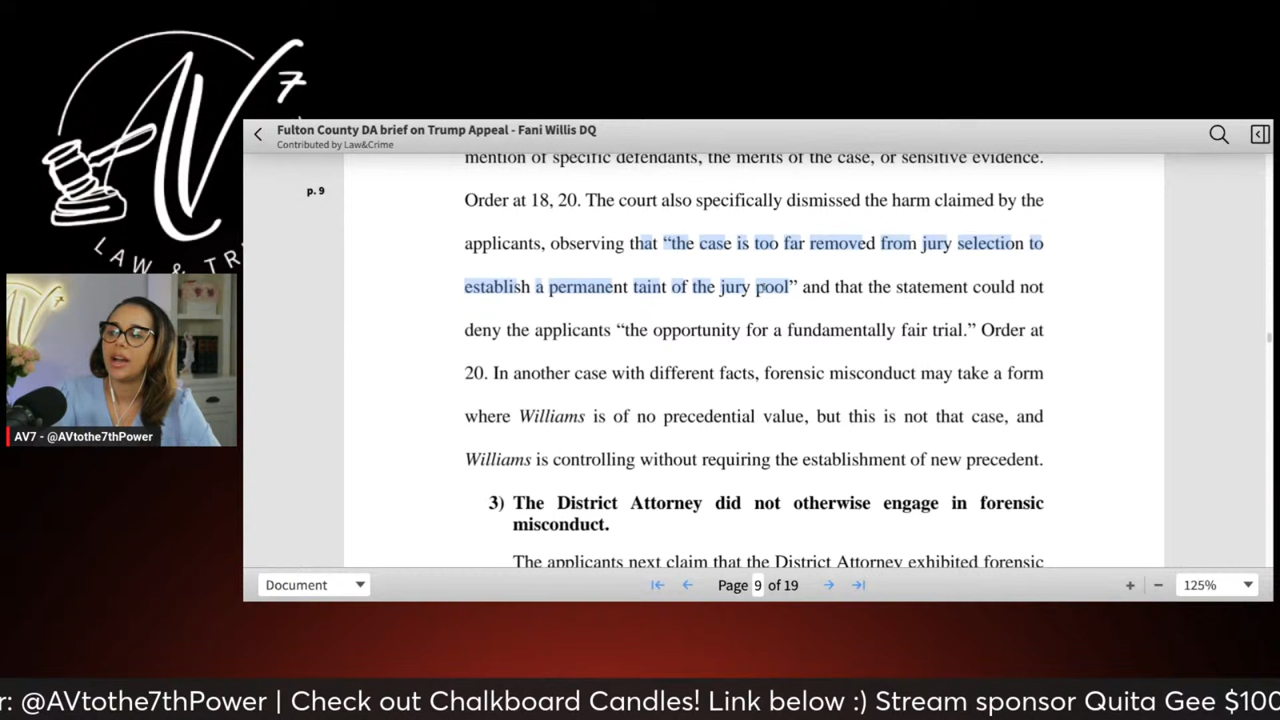 AV7
LAW & TR
Fulton County DA brief on Trump Appeal - Fani Willis DQ
Contributed by Law&Crime
p. 9
mention of specific defendants, the merits of the case, or sensitive evidence.
Order at 18, 20. The court also specifically dismissed the harm claimed by the
applicants, observing that “the case is too far removed from jury selection to
establish a permanent taint of the jury pool” and that the statement could not
deny the applicants “the opportunity for a fundamentally fair trial.” Order at
20. In another case with different facts, forensic misconduct may take a form
where Williams is of no precedential value, but this is not that case, and
Williams is controlling without requiring the establishment of new precedent.
3) The District Attorney did not otherwise engage in forensic
misconduct.
The applicants next claim that the District Attorney exhibited forensic
Document
Page 9 of 19
125%
AV7 - @AVtothe7thPower
r: @AVtothe7thPower | Check out Chalkboard Candles! Link below :) Stream sponsor Quita Gee $100